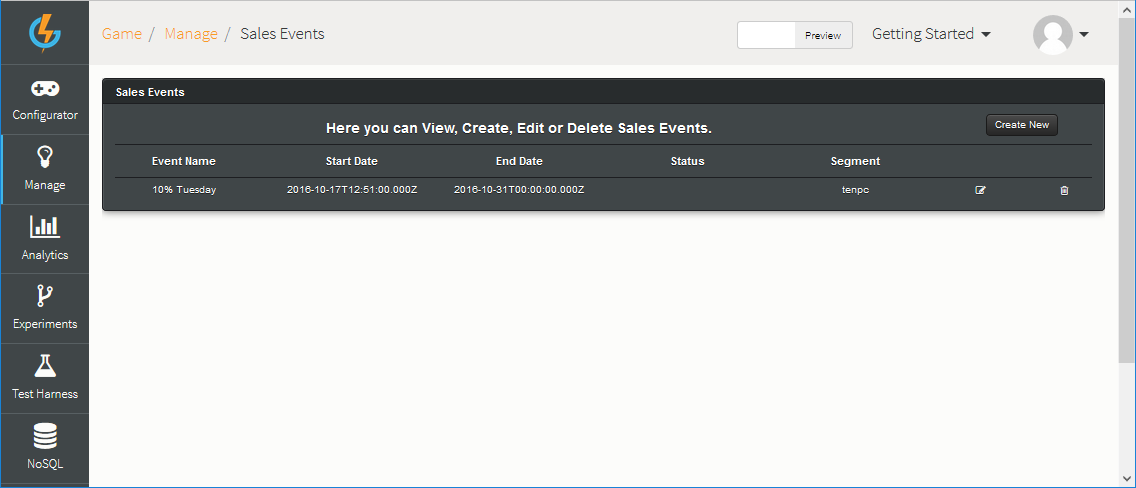 Game / Manage / Sales Events
Preview
Getting Started
Configurator
Manage
Analytics
Experiments
Test Harness
NoSQL
Sales Events
Here you can View, Create, Edit or Delete Sales Events.
Create New
Event Name Start Date End Date Status Segment
10% Tuesday 2016-10-17T12:51:00.000Z 2016-10-31T00:00:00.000Z tenpc